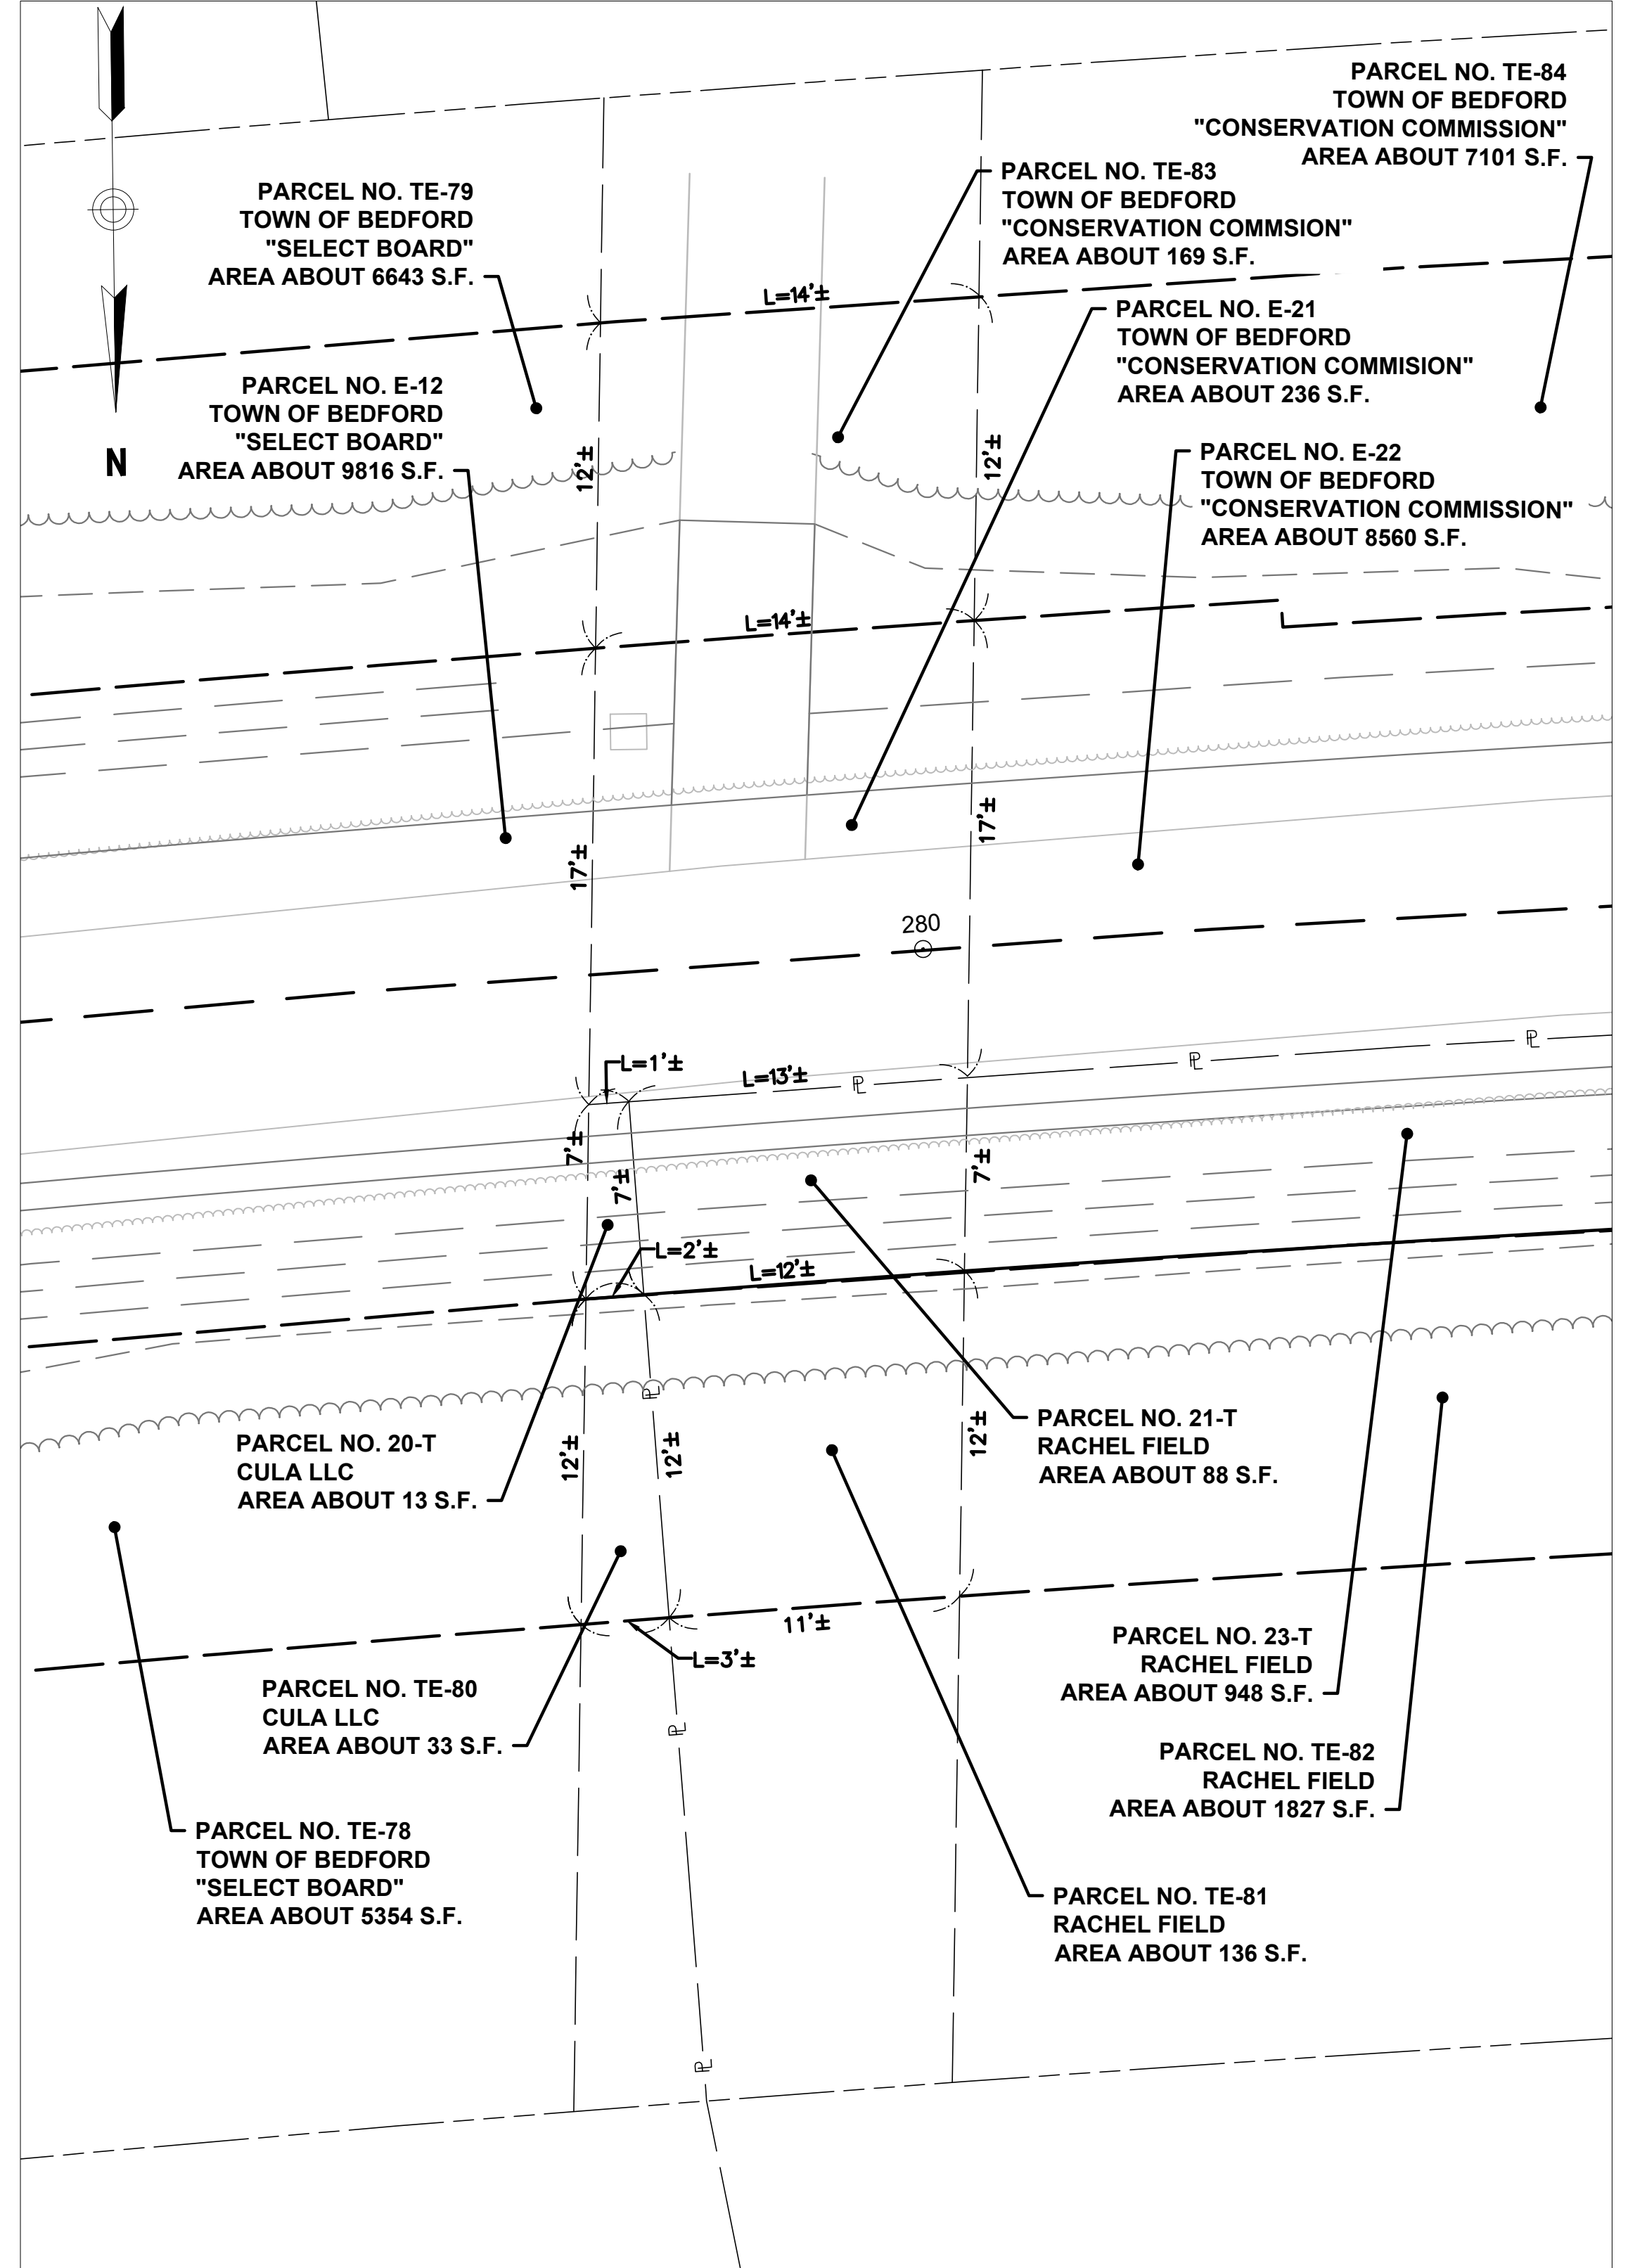 PARCEL NO. TE-84
TOWN OF BEDFORD
"CONSERVATION COMMISSION"
AREA ABOUT 7101 S.F.
PARCEL NO. TE-79
TOWN OF BEDFORD
"SELECT BOARD"
AREA ABOUT 6643 S.F.
PARCEL NO. TE-83
TOWN OF BEDFORD
"CONSERVATION COMMSION"
AREA ABOUT 169 S.F.
L=14'±
PARCEL NO. E-21
TOWN OF BEDFORD
"CONSERVATION COMMISION"
AREA ABOUT 236 S.F.
PARCEL NO. E-12
TOWN OF BEDFORD
"SELECT BOARD"
AREA ABOUT 9816 S.F.
N
12'±
12'±
PARCEL NO. E-22
TOWN OF BEDFORD
"CONSERVATION COMMISSION"
AREA ABOUT 8560 S.F.
L=14'±
17'±
17'±
280
L=1'±
L=13'±
PL
PL
PL
7'±
7'±
7'±
L=2'±
L=12'±
PL
PARCEL NO. 20-T
CULA LLC
AREA ABOUT 13 S.F.
12'±
12'±
12'±
PARCEL NO. 21-T
RACHEL FIELD
AREA ABOUT 88 S.F.
11'±
L=3'±
PARCEL NO. 23-T
RACHEL FIELD
AREA ABOUT 948 S.F.
PARCEL NO. TE-80
CULA LLC
AREA ABOUT 33 S.F.
PL
PARCEL NO. TE-82
RACHEL FIELD
AREA ABOUT 1827 S.F.
PARCEL NO. TE-78
TOWN OF BEDFORD
"SELECT BOARD"
AREA ABOUT 5354 S.F.
PARCEL NO. TE-81
RACHEL FIELD
AREA ABOUT 136 S.F.
PL